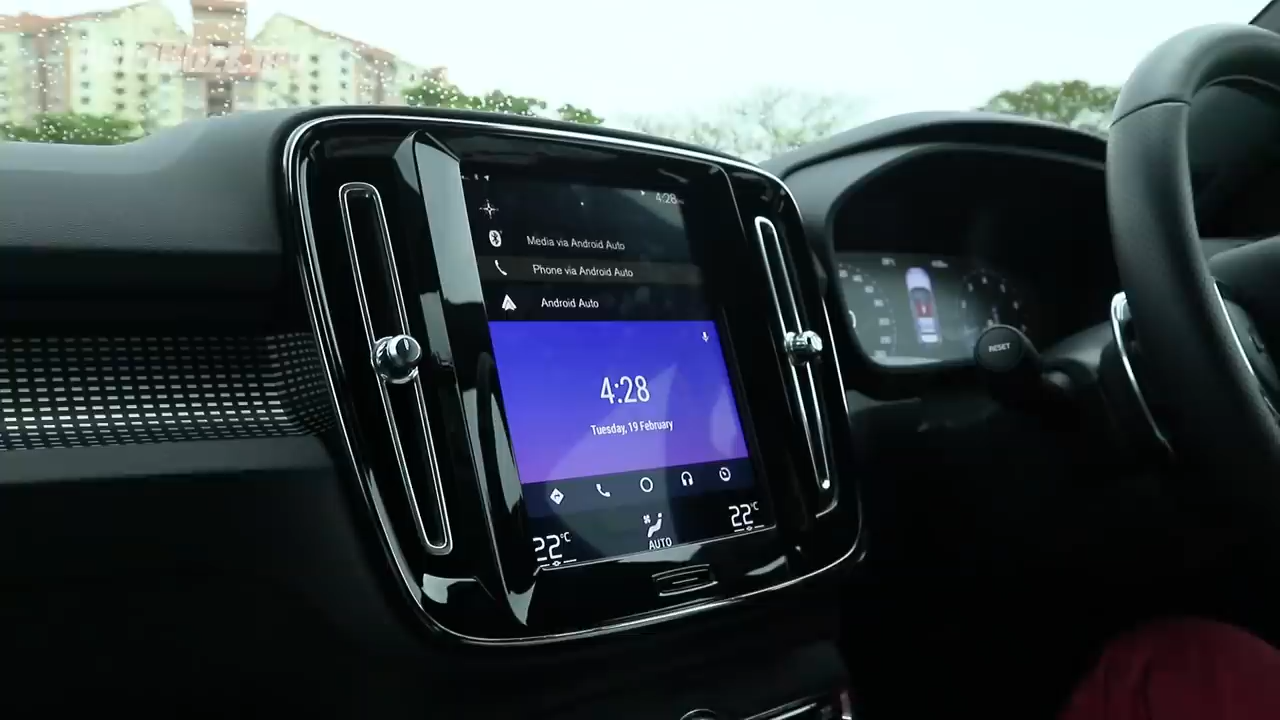 4:28
Media via Android Auto
Phone via Android Auto
Android Auto
4:28
Tuesday, 19 February
22°C
AUTO
22°C
RESET